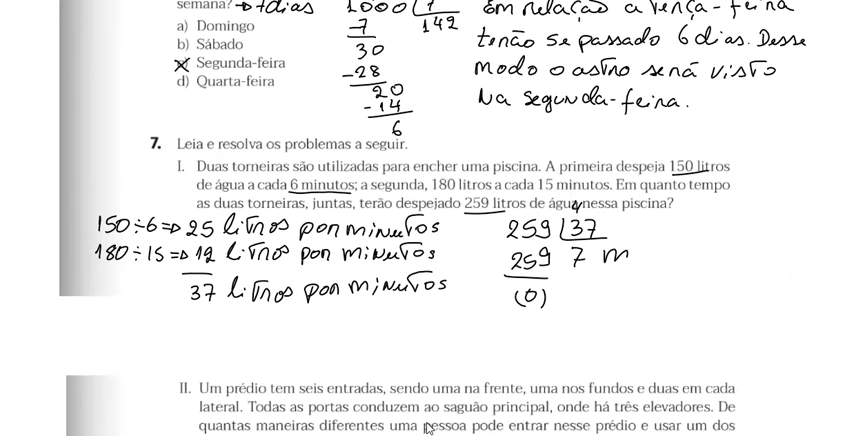 semana? → 7dias
a) Domingo
b) Sábado
Segunda-feira
d) Quarta-feira
1000 7
-7 142
30
-28
20
-14
6
Em relação a terça-feira
terão se passado 6 dias. Desse
modo o astro será visto
na segunda-feira.
7. Leia e resolva os problemas a seguir.
I. Duas torneiras são utilizadas para encher uma piscina. A primeira despeja 150 litros
de água a cada 6 minutos; a segunda, 180 litros a cada 15 minutos. Em quanto tempo
as duas torneiras, juntas, terão despejado 259 litros de água nessa piscina?
150÷6 => 25 litros por minutos
180÷15 => 12 litros por minutos
37 litros por minutos
4
259 37
259 7 m
(0)
II. Um prédio tem seis entradas, sendo uma na frente, uma nos fundos e duas em cada
lateral. Todas as portas conduzem ao saguão principal, onde há três elevadores. De
quantas maneiras diferentes uma pessoa pode entrar nesse prédio e usar um dos